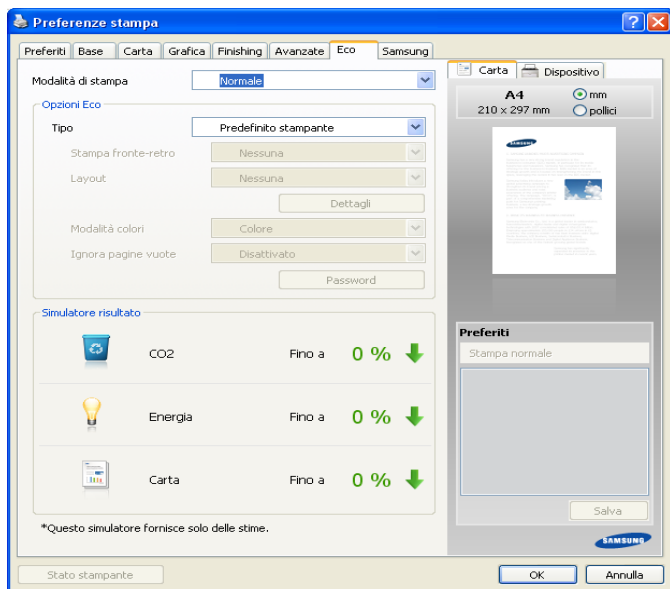 Preferenze stampa
Preferiti Base Carta Grafica Finishing Avanzate Eco Samsung
Modalità di stampa Normale
Opzioni Eco
Tipo Predefinito stampante
Stampa fronte-retro Nessuna
Layout Nessuna
Dettagli
Modalità colori Colore
Ignora pagine vuote Disattivato
Password
Simulatore risultato
CO2 Fino a 0 %
Energia Fino a 0 %
Carta Fino a 0 %
*Questo simulatore fornisce solo delle stime.
Carta Dispositivo
A4 mm
210 x 297 mm pollici
SAMSUNG
Preferiti
Stampa normale
Salva
SAMSUNG
Stato stampante OK Annulla